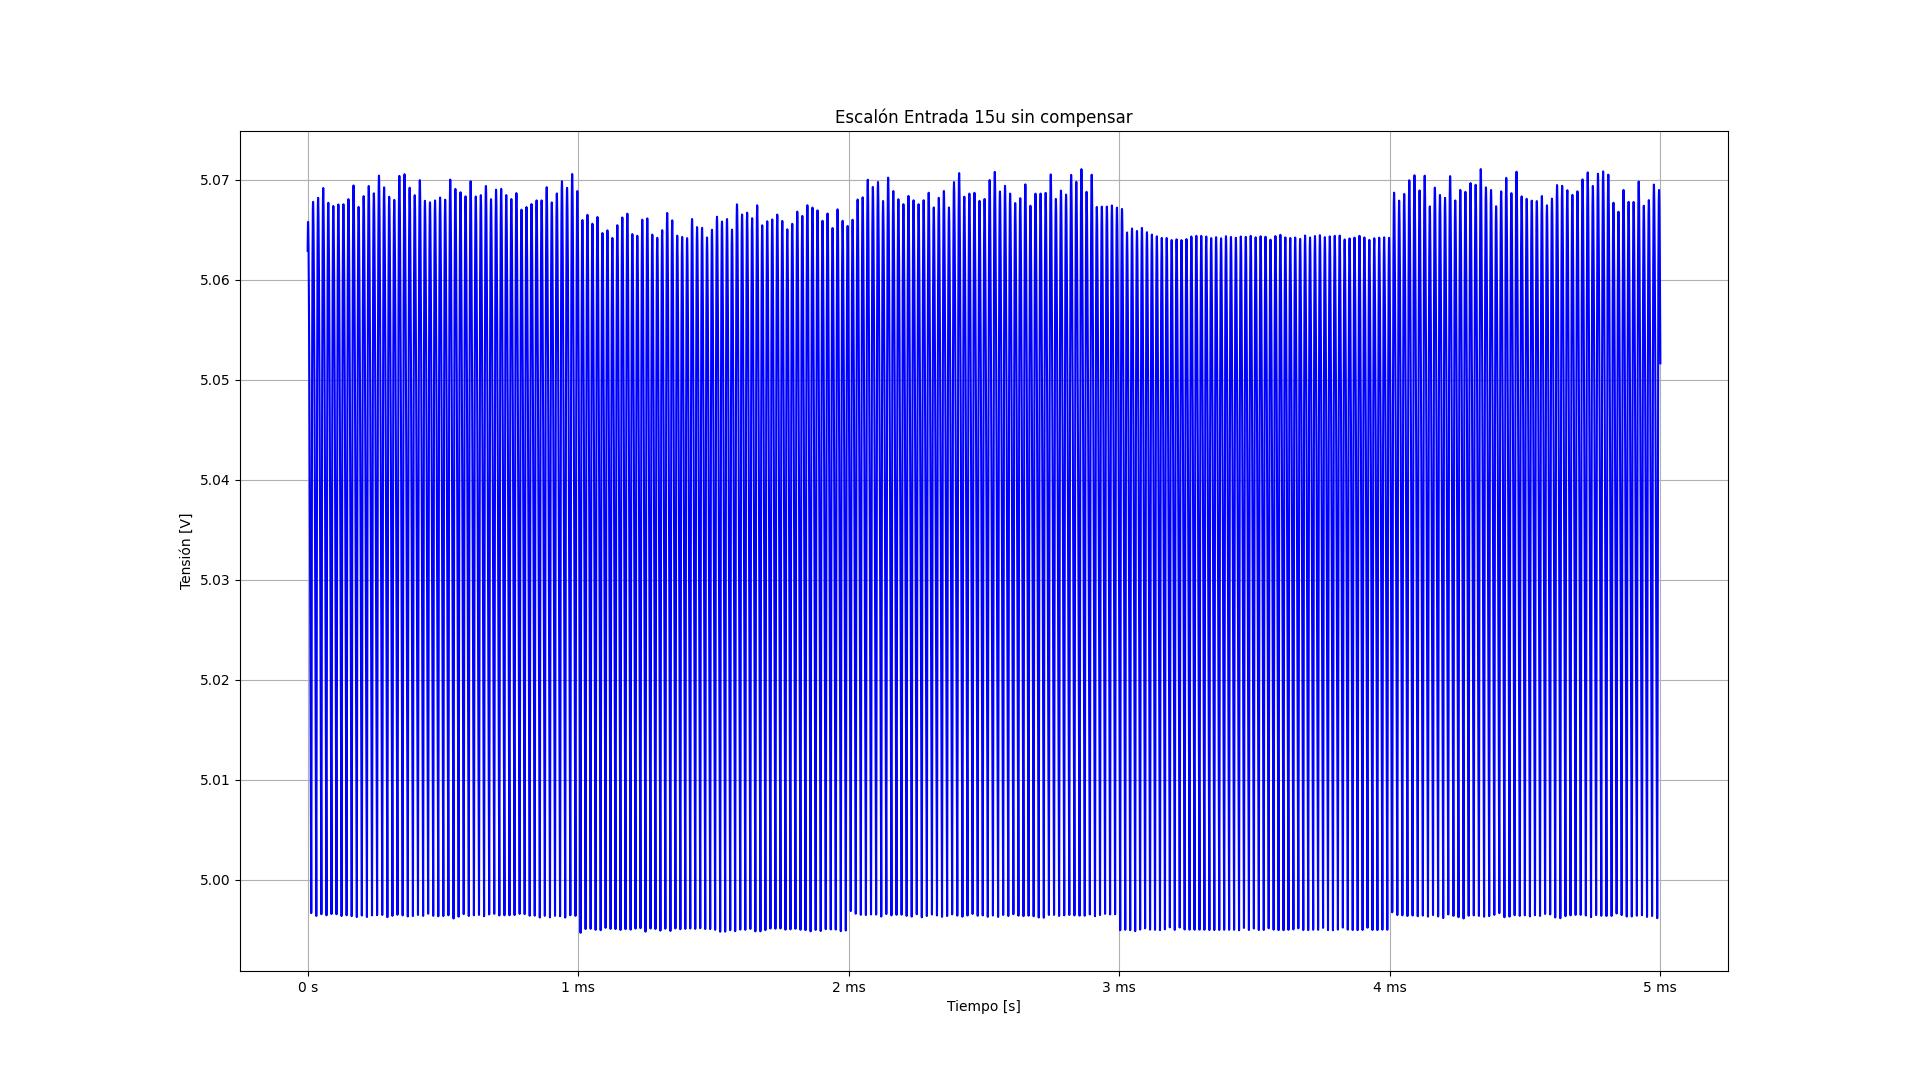 Escalón Entrada 15u sin compensar
5.07
5.06
5.05
5.04
5.03
5.02
5.01
5.00
Tensión [V]
0 s 1 ms 2 ms 3 ms 4 ms 5 ms
Tiempo [s]